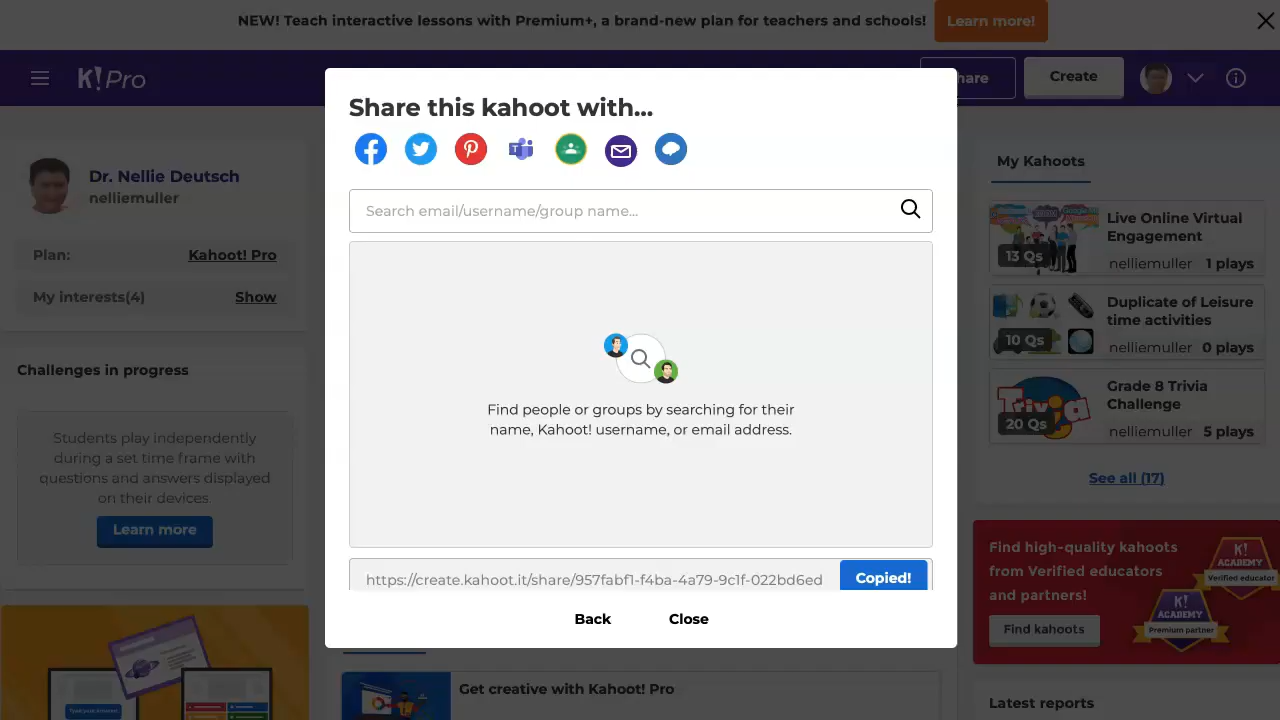 NEW! Teach interactive lessons with Premium+, a brand-new plan for teachers and schools!
Learn more!
K! Pro
hare
Create
Share this kahoot with...
Search email/username/group name...
Find people or groups by searching for their
name, Kahoot! username, or email address.
https://create.kahoot.it/share/957fabf1-f4ba-4a79-9c1f-022bd6ed
Copied!
Back
Close
Dr. Nellie Deutsch
nelliemuller
Plan:
Kahoot! Pro
My interests(4)
Show
Challenges in progress
Students play independently
during a set time frame with
questions and answers displayed
on their devices
Learn more
Get creative with Kahoot! Pro
My Kahoots
13 Qs
Live Online Virtual
Engagement
nelliemuller 1 plays
10 Qs
Duplicate of Leisure
time activities
nelliemuller 0 plays
Trivia
20 Qs
Grade 8 Trivia
Challenge
nelliemuller 5 plays
See all (17)
Find high-quality kahoots
from Verified educators
and partners!
Find kahoots
K!
ACADEMY
Verified educator
K!
ACADEMY
Premium partner
Latest reports